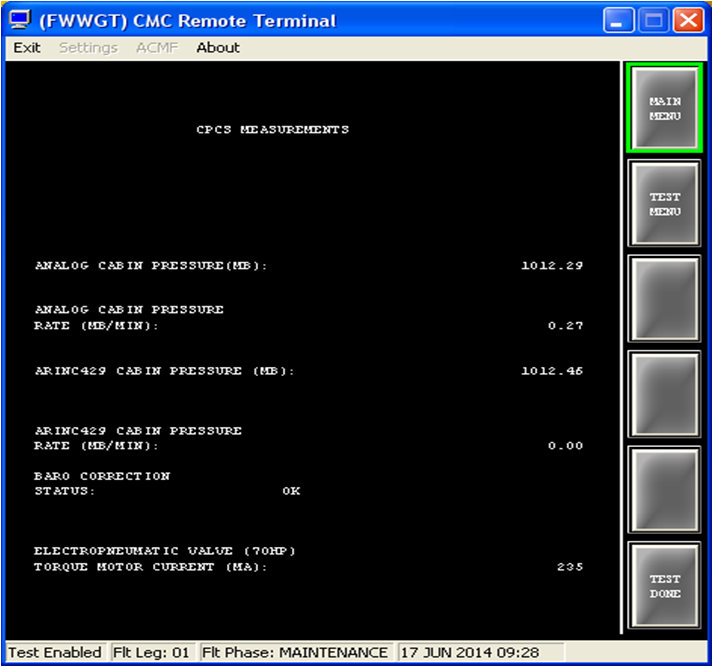 (FWWGT) CMC Remote Terminal
Exit Settings ACMF About
MAIN
MENU
CPCS MEASUREMENTS
TEST
MENU
ANALOG CABIN PRESSURE(MB): 1012.29
ANALOG CABIN PRESSURE
RATE (MB/MIN): 0.27
ARINC429 CABIN PRESSURE (MB): 1012.46
ARINC429 CABIN PRESSURE
RATE (MB/MIN): 0.00
BARO CORRECTION
STATUS: OK
ELECTROPNEUMATIC VALVE (70HP)
TORQUE MOTOR CURRENT (MA): 235
TEST
DONE
Test Enabled Flt Leg: 01 Flt Phase: MAINTENANCE 17 JUN 2014 09:28